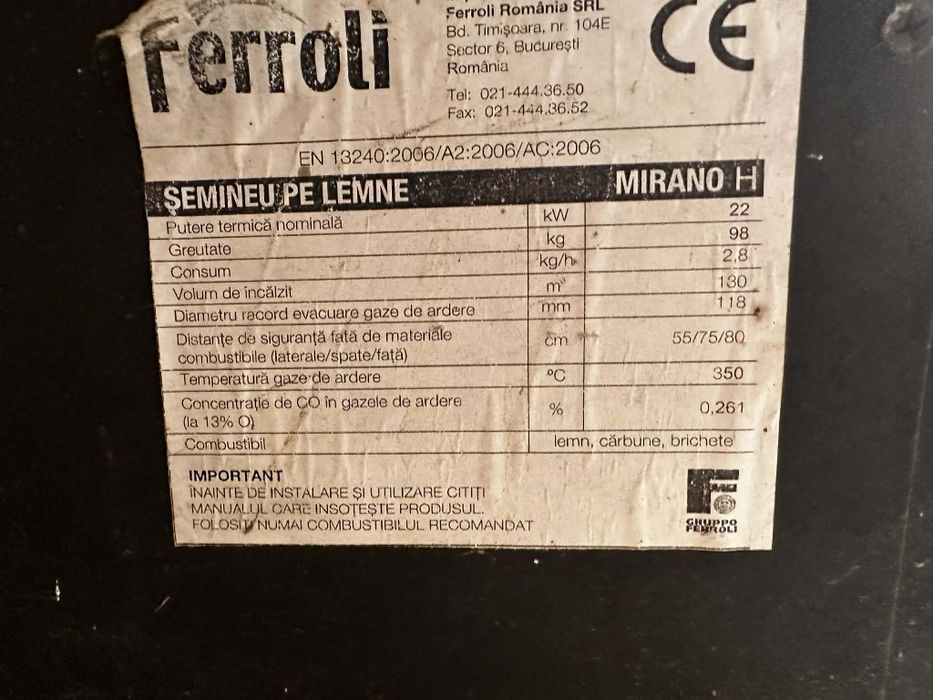 Ferroli
Ferroli România SRL
Bd. Timişoara, nr. 104E
Sector 6, Bucureşti
România
Tel: 021-444.36.50
Fax: 021-444.36.52
CE
EN 13240:2006/A2:2006/AC:2006
ŞEMINEU PE LEMNE MIRANO H
Putere termică nominală kW 22
Greutate kg 98
Consum kg/h 2,8
Volum de încălzit m³ 130
Diametru racord evacuare gaze de ardere mm 118
Distanţe de siguranţă fată de materiale
combustibile (laterale/spate/faţă) cm 55/75/80
Temperatură gaze de ardere ºC 350
Concentraţie de CO în gazele de ardere
(la 13% O) % 0,261
Combustibil lemn, cărbune, brichete
IMPORTANT
ÎNAINTE DE INSTALARE ŞI UTILIZARE CITIŢI
MANUALUL CARE INSOŢEŞTE PRODUSUL.
FOLOSIŢI NUMAI COMBUSTIBILUL RECOMANDAT
GRUPPO
FERROLI